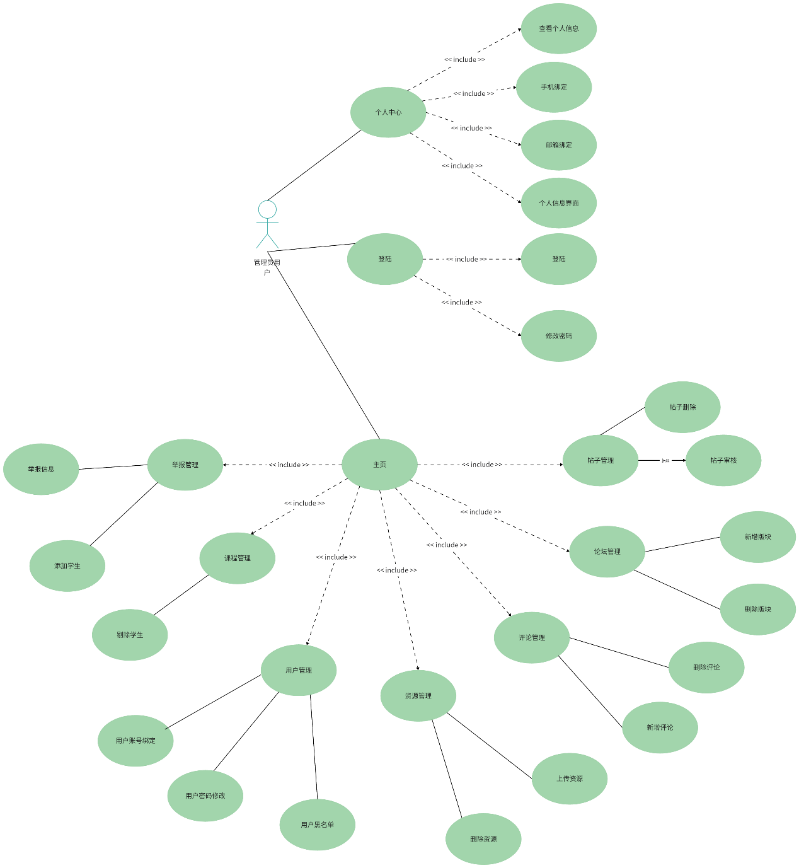 查看个人信息
<< include >>
手机绑定
<< include >>
个人中心
<< include >>
邮箱绑定
<< include >>
个人信息界面
管理员用
户
登陆
<< include >>
登陆
<< include >>
修改密码
帖子删除
举报信息
举报管理
<< include >>
主页
<< include >>
帖子管理
帖子审核
<< include >>
<< include >>
新增版块
添加学生
课程管理
<< include >>
<< include >>
<< include >>
论坛管理
删除版块
删除学生
评论管理
用户管理
删除评论
资源管理
新增评论
用户账号绑定
用户密码修改
上传资源
用户黑名单
删除资源